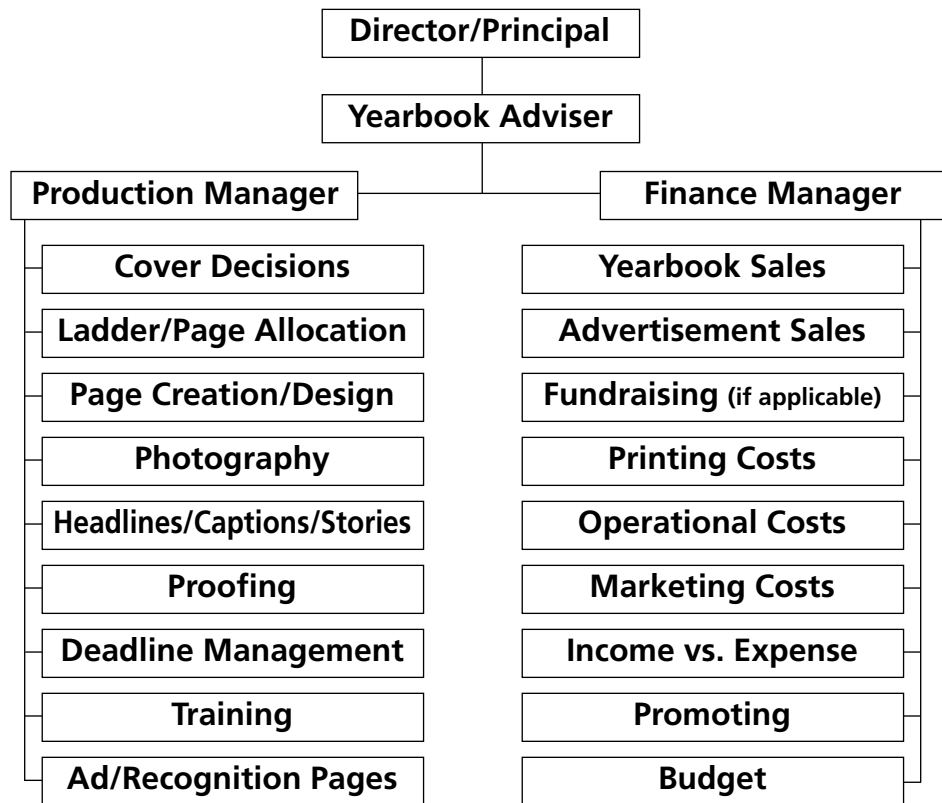 Director/Principal
Yearbook Adviser
Production Manager
Finance Manager
Cover Decisions
Ladder/Page Allocation
Page Creation/Design
Photography
Headlines/Captions/Stories
Proofing
Deadline Management
Training
Ad/Recognition Pages
Yearbook Sales
Advertisement Sales
Fundraising (if applicable)
Printing Costs
Operational Costs
Marketing Costs
Income vs. Expense
Promoting
Budget